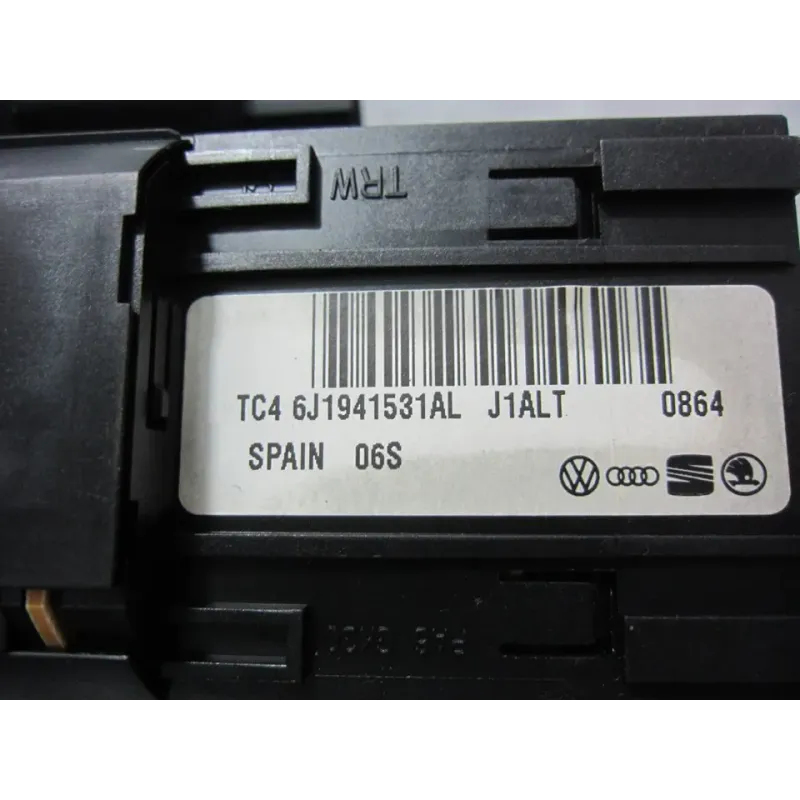 TRW
TC4 6J1941531AL J1ALT 0864
SPAIN 06S